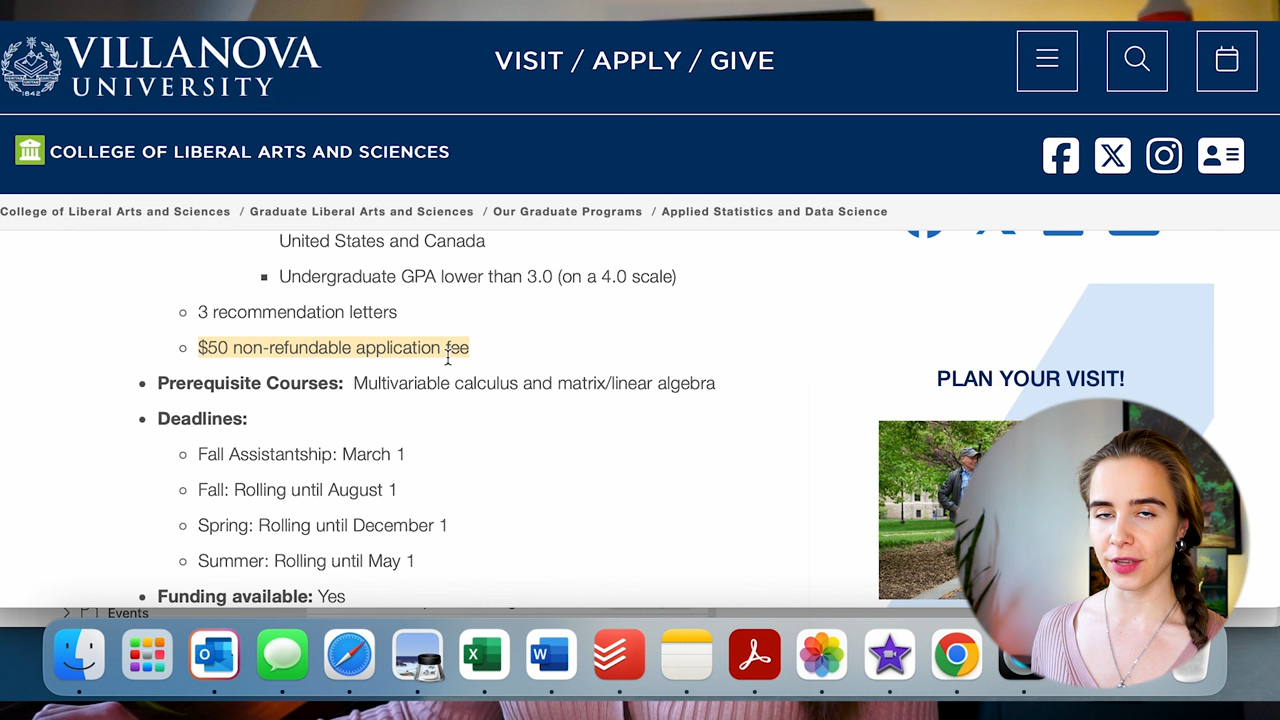 VILLANOVA
UNIVERSITY
1842
VISIT / APPLY / GIVE
COLLEGE OF LIBERAL ARTS AND SCIENCES
College of Liberal Arts and Sciences / Graduate Liberal Arts and Sciences / Our Graduate Programs / Applied Statistics and Data Science
United States and Canada
Undergraduate GPA lower than 3.0 (on a 4.0 scale)
3 recommendation letters
$50 non-refundable application fee
Prerequisite Courses: Multivariable calculus and matrix/linear algebra
Deadlines:
Fall Assistantship: March 1
Fall: Rolling until August 1
Spring: Rolling until December 1
Summer: Rolling until May 1
Funding available: Yes
PLAN YOUR VISIT!
Events